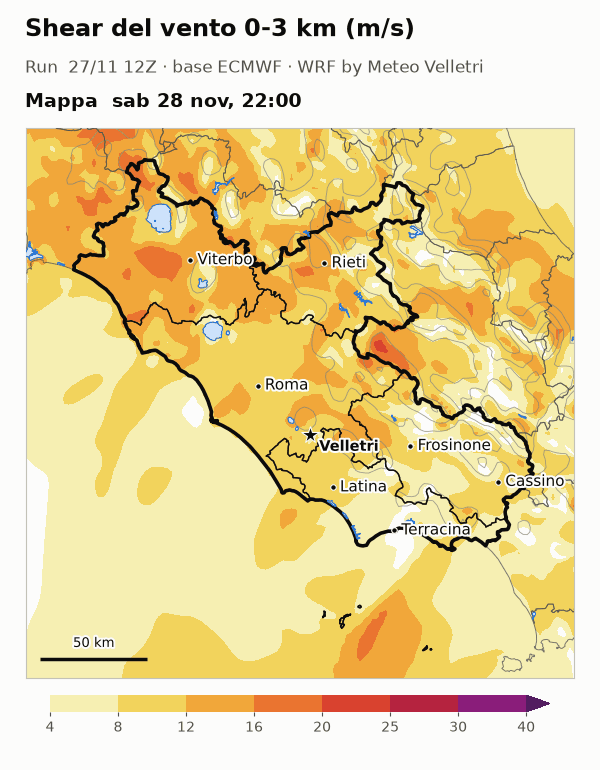 Shear del vento 0-3 km (m/s)
Run  27/11 12Z · base ECMWF · WRF by Meteo Velletri
Mappa  sab 28 nov, 22:00
Viterbo
Rieti
Roma
Velletri
Frosinone
Cassino
Latina
Terracina
50 km
4 8 12 16 20 25 30 40